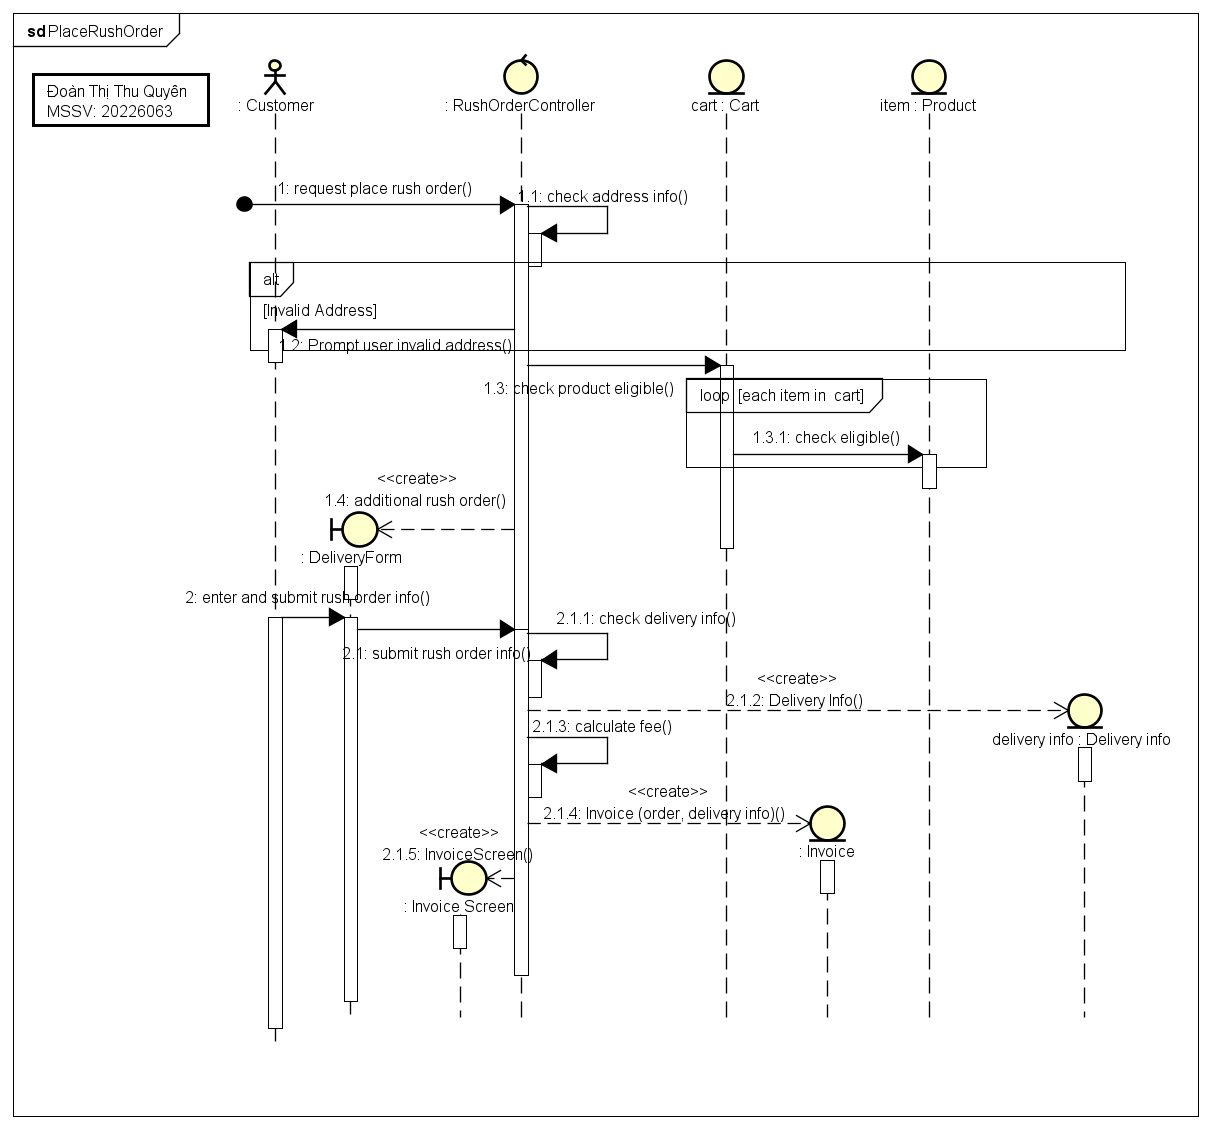 sd PlaceRushOrder
Đoàn Thị Thu Quyên
MSSV: 20226063
: Customer
: RushOrderController
cart : Cart
item : Product
1: request place rush order()
1.1: check address info()
alt
[Invalid Address]
1.2: Prompt user invalid address()
1.3: check product eligible()
loop [each item in cart]
1.3.1: check eligible()
<<create>>
1.4: additional rush order()
: DeliveryForm
2: enter and submit rush order info()
2.1.1: check delivery info()
2.1: submit rush order info()
<<create>>
2.1.2: Delivery Info()
2.1.3: calculate fee()
delivery info : Delivery info
<<create>>
2.1.4: Invoice (order, delivery info)()
<<create>>
2.1.5: InvoiceScreen()
: Invoice
: Invoice Screen